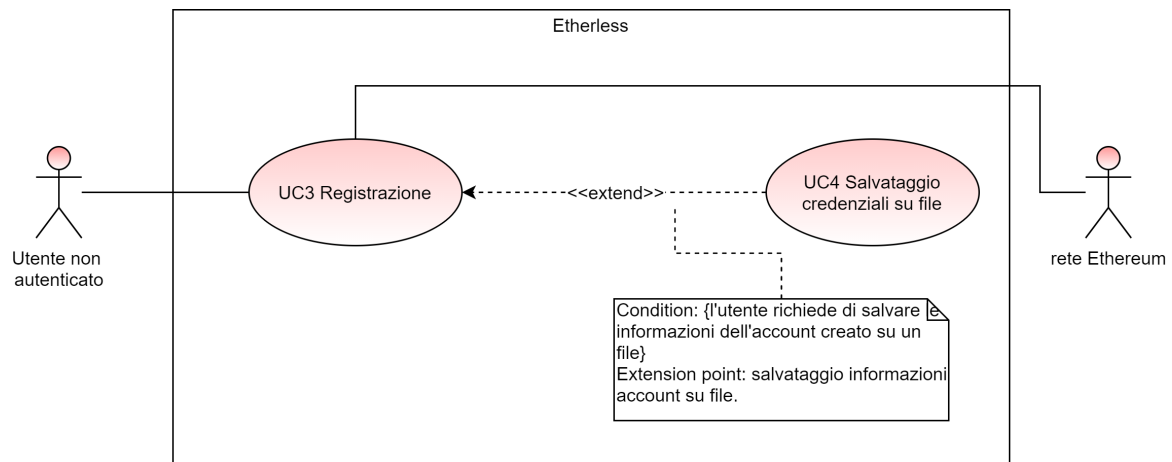 Etherless
UC3 Registrazione
<<extend>>
UC4 Salvataggio
credenziali su file
Utente non
autenticato
rete Ethereum
Condition: {l'utente richiede di salvare le
informazioni dell'account creato su un
file}
Extension point: salvataggio informazioni
account su file.